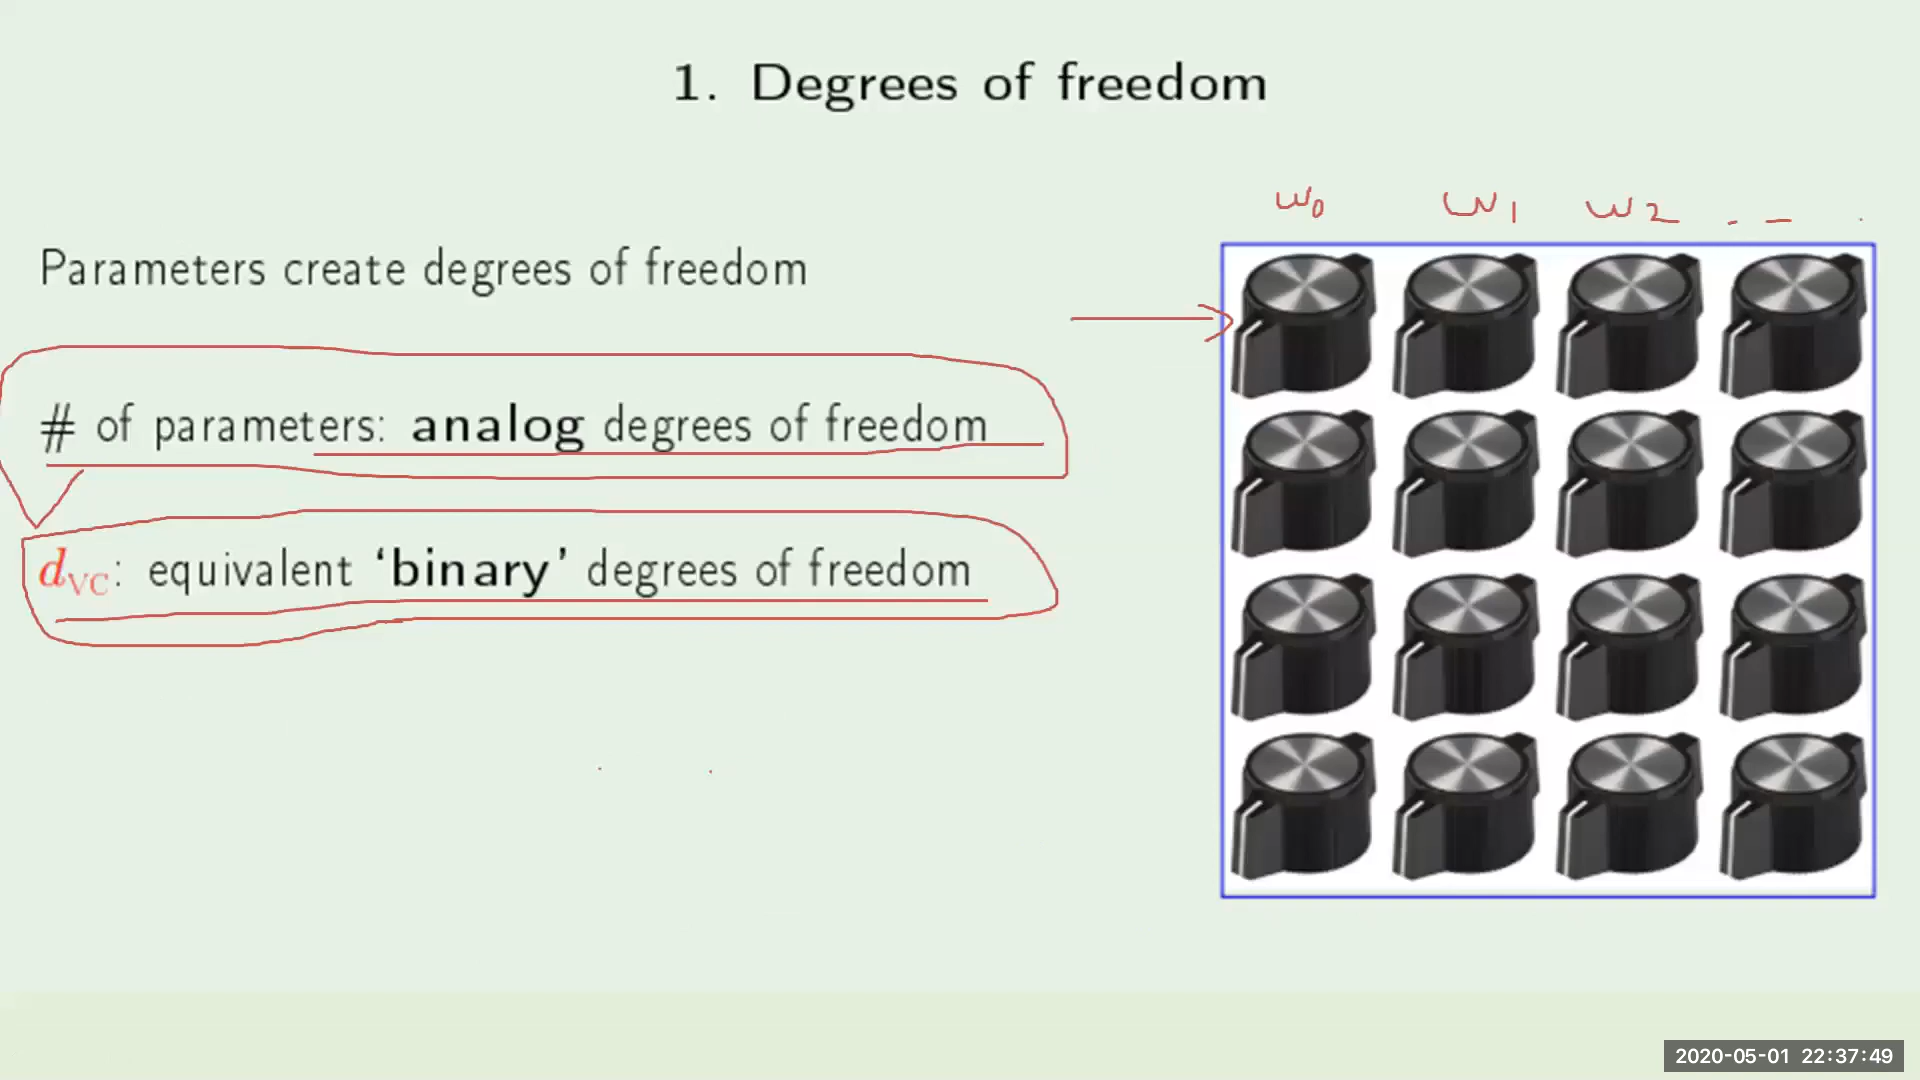 1. Degrees of freedom
w0 w1 w2 . _ .
Parameters create degrees of freedom
# of parameters: analog degrees of freedom
dVC: equivalent ‘binary’ degrees of freedom
2020-05-01 22:37:49